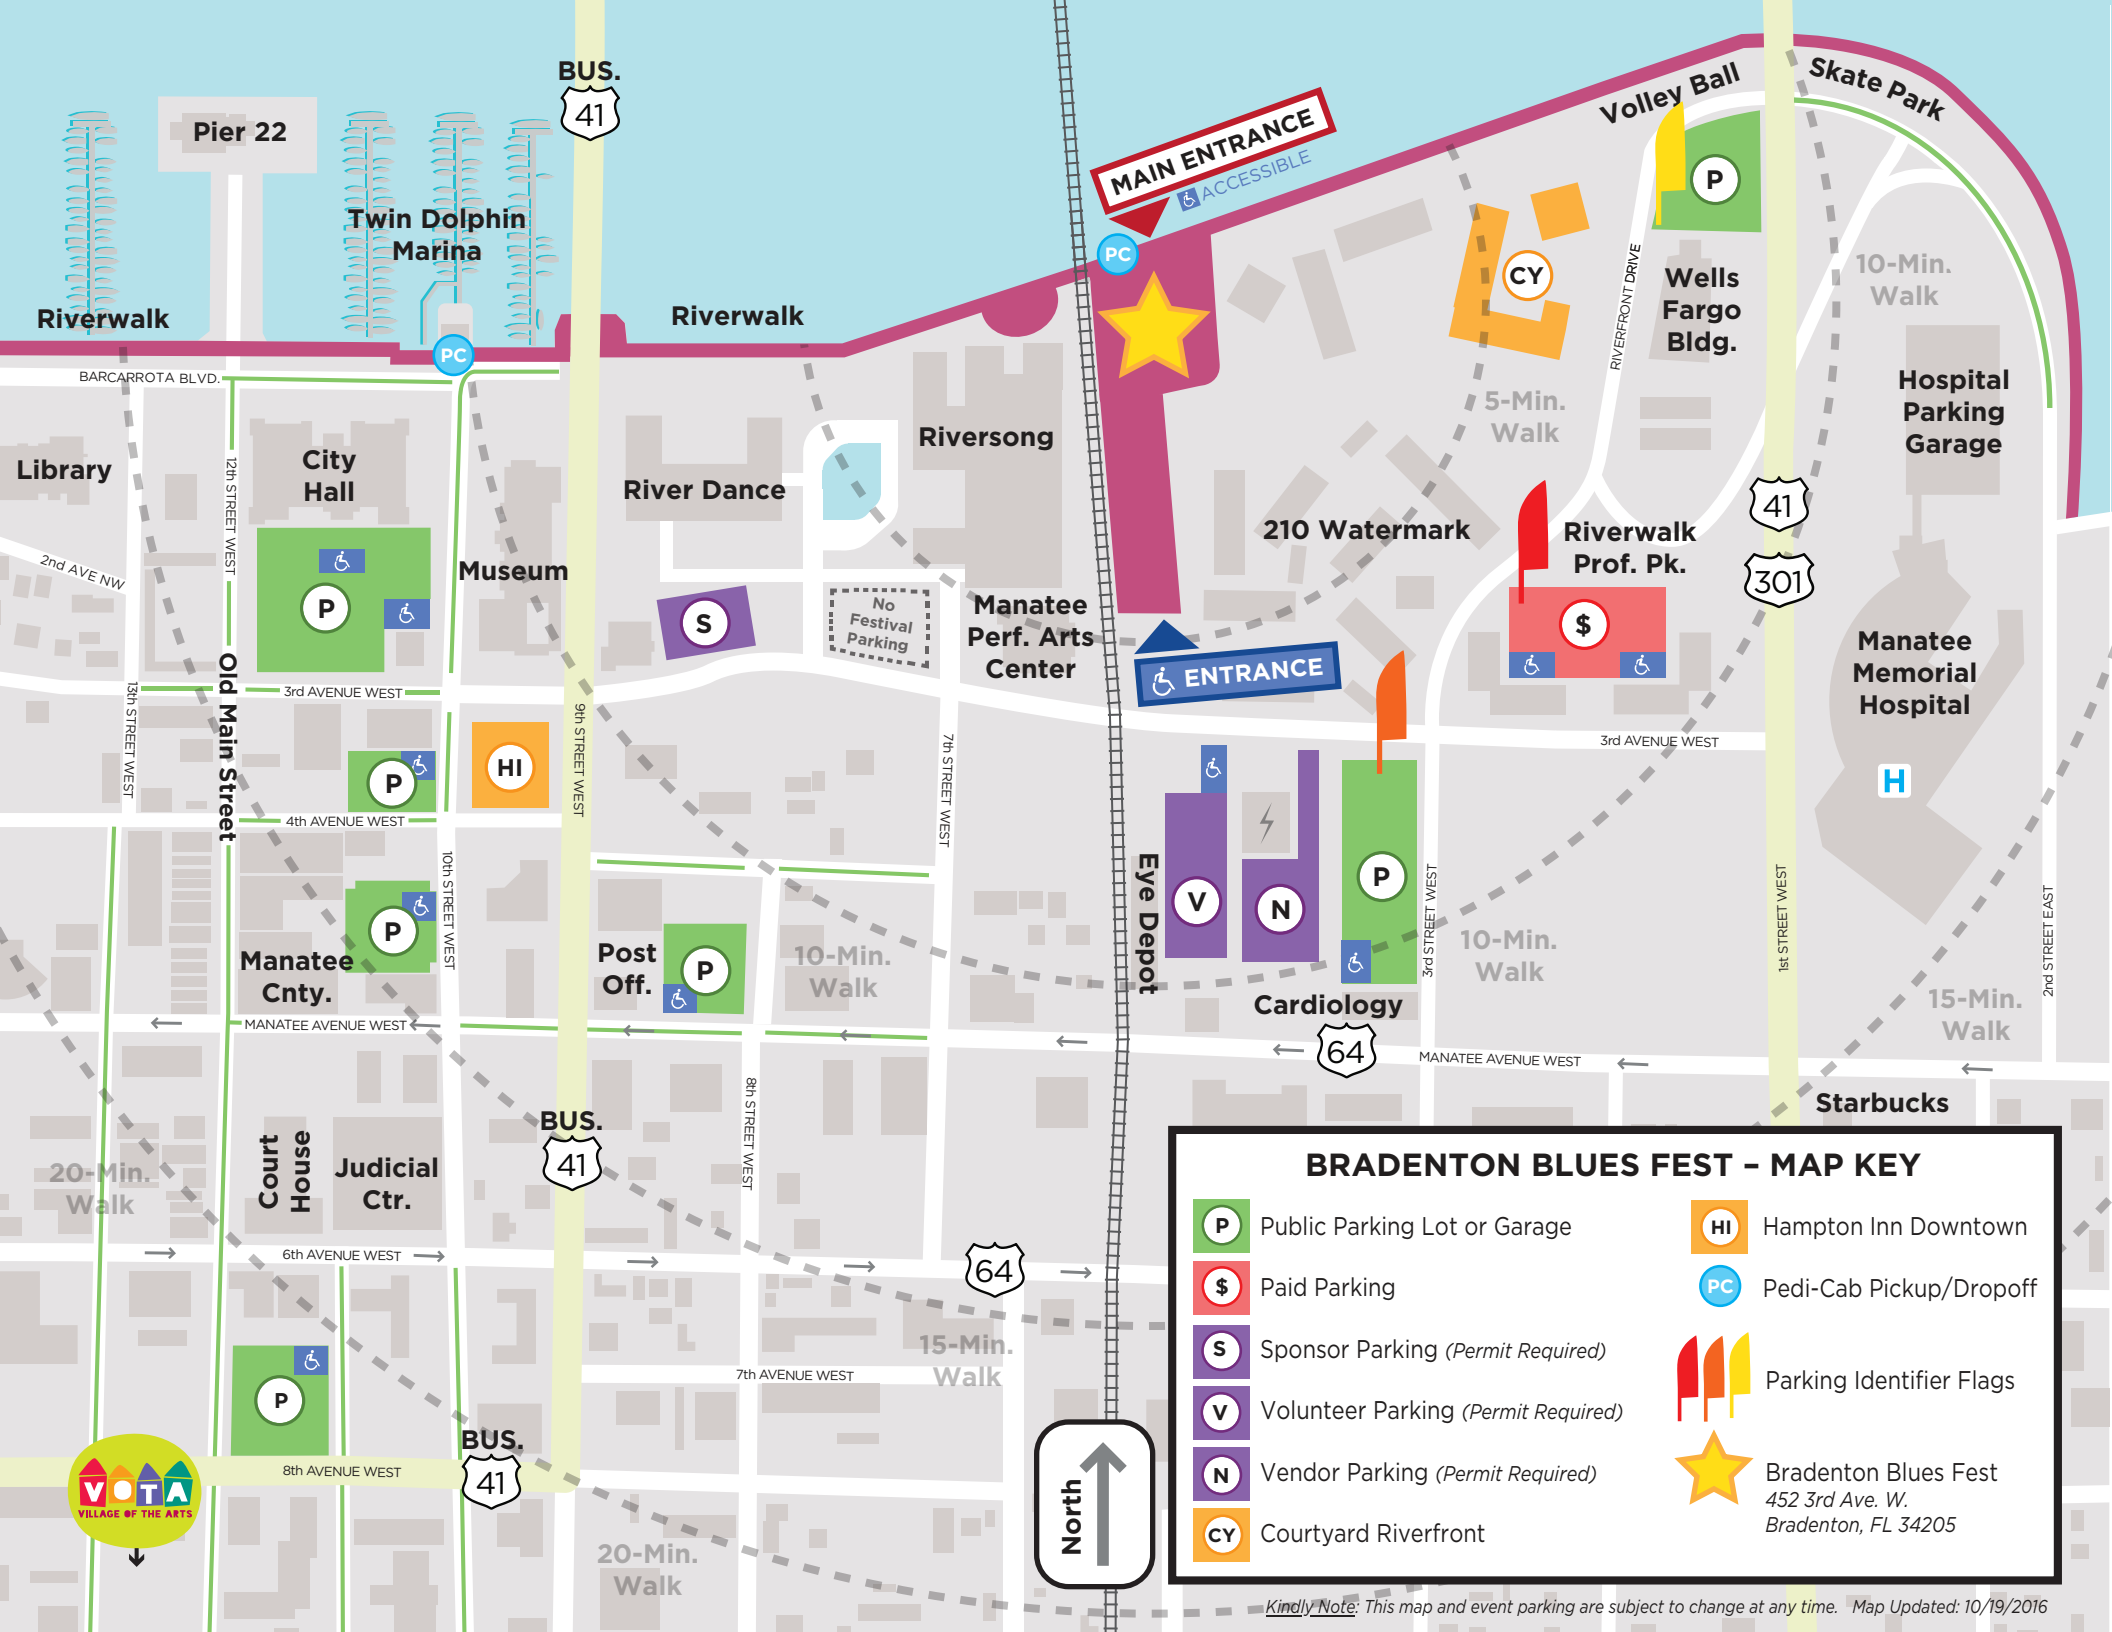 BUS.
41
Pier 22
Twin Dolphin
Marina
Riverwalk
PC
BARCARROTA BLVD.
Riverwalk
MAIN ENTRANCE
ACCESSIBLE
PC
Volley Ball
Skate Park
P
CY
RIVERFRONT DRIVE
Wells
Fargo
Bldg.
10-Min.
Walk
5-Min.
Walk
Hospital
Parking
Garage
Library
City
Hall
12th STREET WEST
P
2nd AVE NW
Museum
River Dance
Riversong
S
No
Festival
Parking
Manatee
Perf. Arts
Center
210 Watermark
Riverwalk
Prof. Pk.
$
41
301
Manatee
Memorial
Hospital
H
ENTRANCE
13th STREET WEST
Old Main Street
3rd AVENUE WEST
3rd AVENUE WEST
P
HI
9th STREET WEST
7th STREET WEST
4th AVENUE WEST
10th STREET WEST
P
Manatee
Cnty.
Post
Off.
P
10-Min.
Walk
Eye Depot
V
N
P
3rd STREET WEST
10-Min.
Walk
1st STREET WEST
2nd STREET EAST
15-Min.
Walk
Cardiology
64
MANATEE AVENUE WEST
MANATEE AVENUE WEST
Starbucks
8th STREET WEST
BUS.
41
20-Min.
Walk
Court
House
Judicial
Ctr.
6th AVENUE WEST
64
15-Min.
Walk
7th AVENUE WEST
P
BUS.
41
8th AVENUE WEST
VOTA
VILLAGE OF THE ARTS
20-Min.
Walk
North
BRADENTON BLUES FEST – MAP KEY
P Public Parking Lot or Garage
$ Paid Parking
S Sponsor Parking (Permit Required)
V Volunteer Parking (Permit Required)
N Vendor Parking (Permit Required)
CY Courtyard Riverfront
HI Hampton Inn Downtown
PC Pedi-Cab Pickup/Dropoff
Parking Identifier Flags
Bradenton Blues Fest
452 3rd Ave. W.
Bradenton, FL 34205
Kindly Note: This map and event parking are subject to change at any time. Map Updated: 10/19/2016